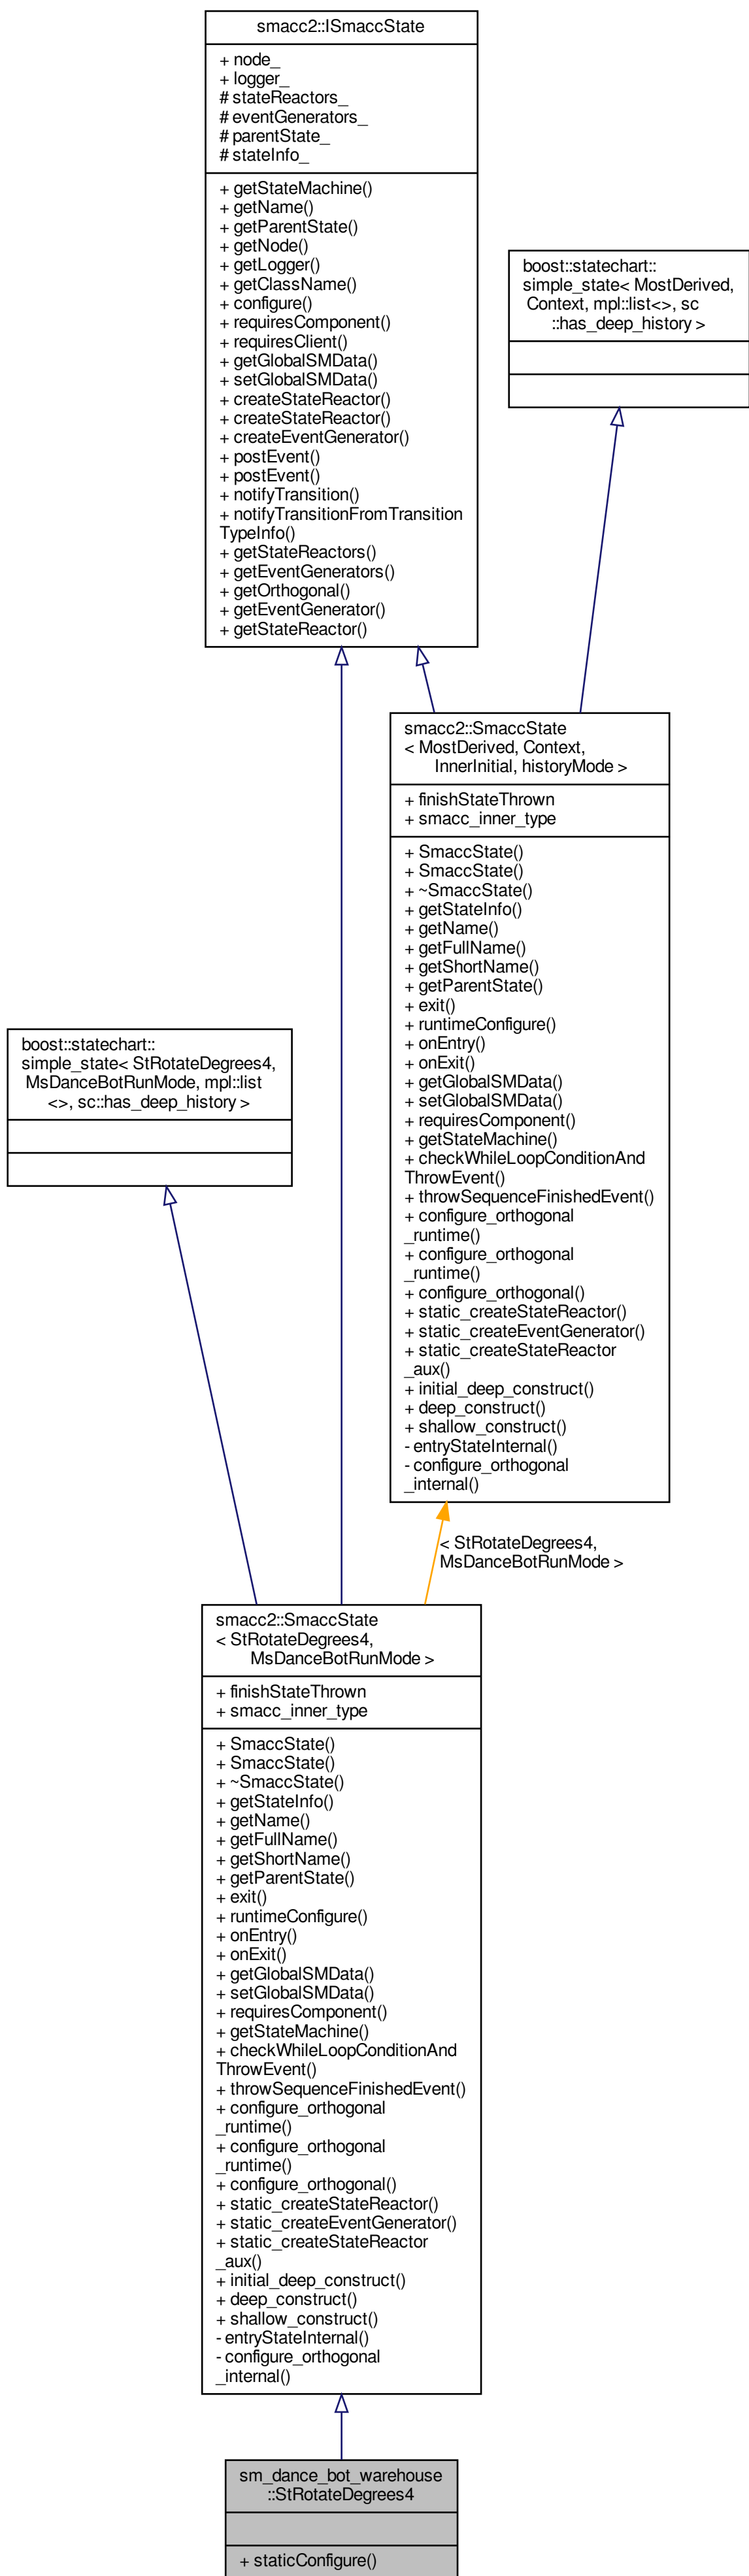 smacc2::ISmaccState
+ node_
+ logger_
# stateReactors_
# eventGenerators_
# parentState_
# stateInfo_
+ getStateMachine()
+ getName()
+ getParentState()
+ getNode()
+ getLogger()
+ getClassName()
+ configure()
+ requiresComponent()
+ requiresClient()
+ getGlobalSMData()
+ setGlobalSMData()
+ createStateReactor()
+ createStateReactor()
+ createEventGenerator()
+ postEvent()
+ postEvent()
+ notifyTransition()
+ notifyTransitionFromTransition
TypeInfo()
+ getStateReactors()
+ getEventGenerators()
+ getOrthogonal()
+ getEventGenerator()
+ getStateReactor()
boost::statechart::
simple_state< MostDerived,
Context, mpl::list<>, sc
::has_deep_history >
smacc2::SmaccState
< MostDerived, Context,
InnerInitial, historyMode >
+ finishStateThrown
+ smacc_inner_type
+ SmaccState()
+ SmaccState()
+ ~SmaccState()
+ getStateInfo()
+ getName()
+ getFullName()
+ getShortName()
+ getParentState()
+ exit()
+ runtimeConfigure()
+ onEntry()
+ onExit()
+ getGlobalSMData()
+ setGlobalSMData()
+ requiresComponent()
+ getStateMachine()
+ checkWhileLoopConditionAnd
ThrowEvent()
+ throwSequenceFinishedEvent()
+ configure_orthogonal
_runtime()
+ configure_orthogonal
_runtime()
+ configure_orthogonal()
+ static_createStateReactor()
+ static_createEventGenerator()
+ static_createStateReactor
_aux()
+ initial_deep_construct()
+ deep_construct()
+ shallow_construct()
- entryStateInternal()
- configure_orthogonal
_internal()
boost::statechart::
simple_state< StRotateDegrees4,
MsDanceBotRunMode, mpl::list
<>, sc::has_deep_history >
< StRotateDegrees4,
MsDanceBotRunMode >
smacc2::SmaccState
< StRotateDegrees4,
MsDanceBotRunMode >
+ finishStateThrown
+ smacc_inner_type
+ SmaccState()
+ SmaccState()
+ ~SmaccState()
+ getStateInfo()
+ getName()
+ getFullName()
+ getShortName()
+ getParentState()
+ exit()
+ runtimeConfigure()
+ onEntry()
+ onExit()
+ getGlobalSMData()
+ setGlobalSMData()
+ requiresComponent()
+ getStateMachine()
+ checkWhileLoopConditionAnd
ThrowEvent()
+ throwSequenceFinishedEvent()
+ configure_orthogonal
_runtime()
+ configure_orthogonal
_runtime()
+ configure_orthogonal()
+ static_createStateReactor()
+ static_createEventGenerator()
+ static_createStateReactor
_aux()
+ initial_deep_construct()
+ deep_construct()
+ shallow_construct()
- entryStateInternal()
- configure_orthogonal
_internal()
sm_dance_bot_warehouse
::StRotateDegrees4
+ staticConfigure()